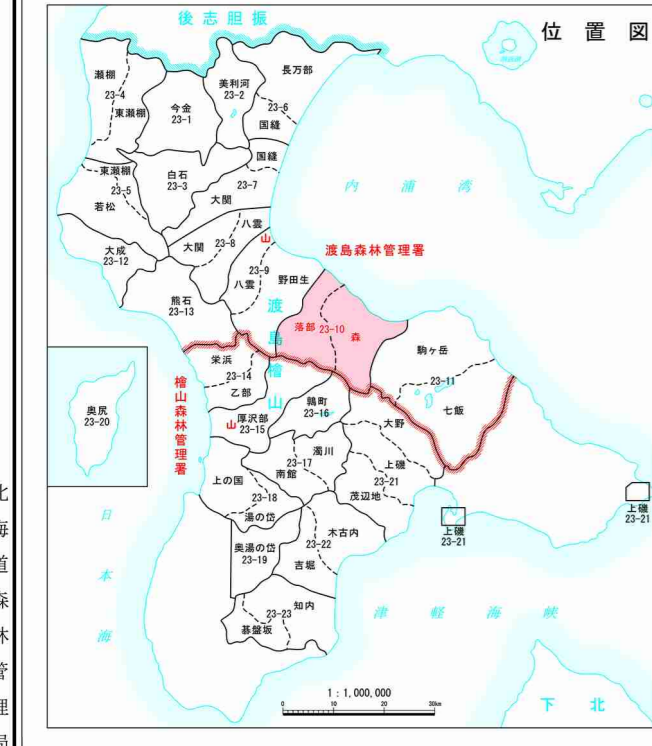 後志胆振
位置図
瀬棚
23-4
東瀬棚
今金
23-1
美利河
23-2
長万部
23-6
国縫
国縫
23-7
大関
白石
23-3
東瀬棚
23-5
若松
内浦湾
大成
23-12
大関
23-8
八雲
山
23-9
八雲
野田生
渡島森林管理署
熊石
23-13
渡島檜山
落部
23-10
森
駒ヶ岳
23-11
七飯
栄浜
23-14
乙部
檜山森林管理署
奥尻
23-20
山
厚沢部
23-15
鶉町
23-16
大野
濁川
23-17
南館
上磯
23-21
茂辺地
上の国
23-18
湯の岱
上磯
23-21
上磯
23-21
奥湯の岱
23-19
木古内
23-22
吉堀
知内
23-23
碁盤坂
日本海
津軽海峡
下北
1:1,000,000
0 10 20 30km
北海道森林管理局